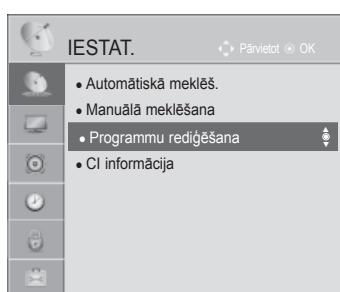 IESTAT.
Pārvietot OK
● Automātiskā meklēš.
● Manuālā meklēšana
● Programmu rediģēšana
● CI informācija